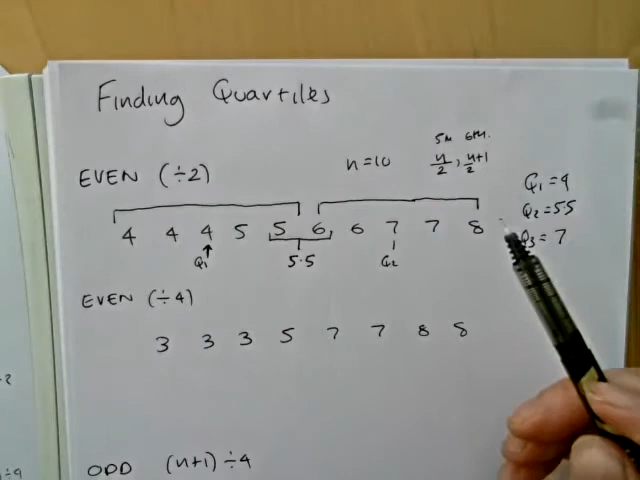 Finding Quartiles
EVEN (÷2)
n=10
5th 6th.
n/2, n/2+1
4 4 4 5 5 6 6 7 7 8
Q1
5.5
Q2
Q1 = 4
Q2 = 5.5
Q3 = 7
EVEN (÷4)
3 3 3 5 7 7 8 8
ODD (n+1) ÷4